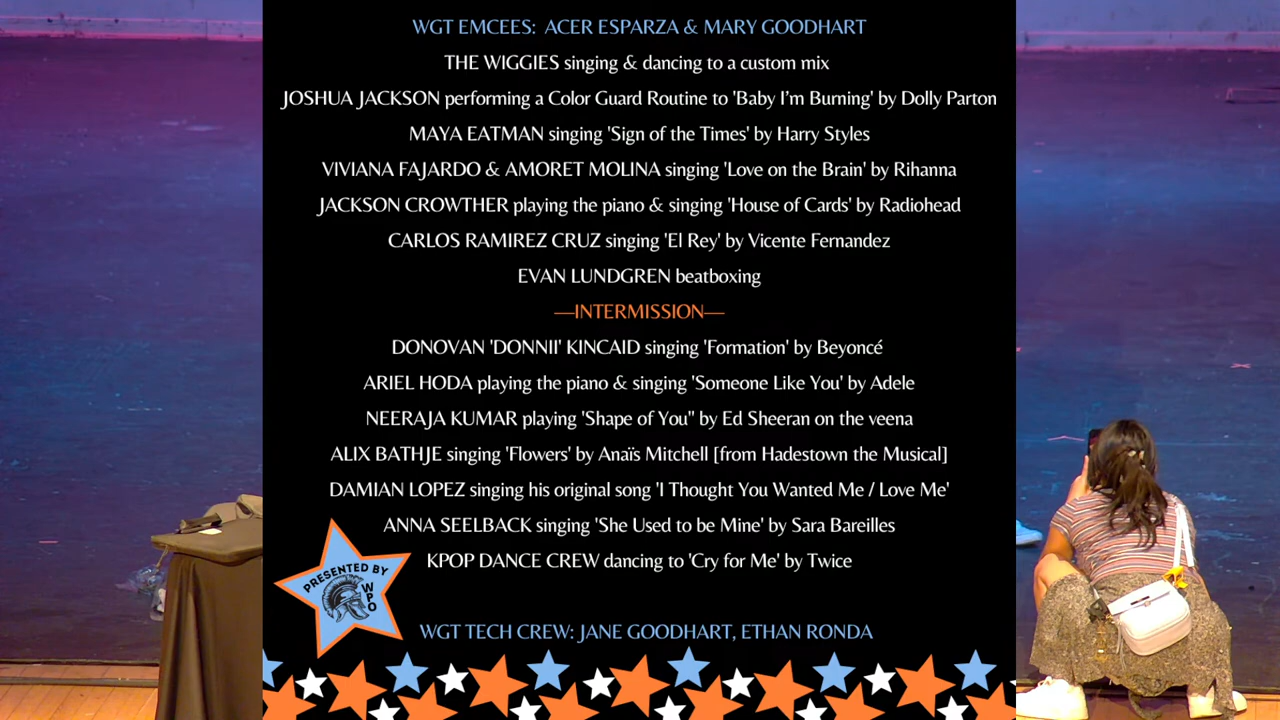 WGT EMCEES: ACER ESPARZA & MARY GOODHART
THE WIGGIES singing & dancing to a custom mix
JOSHUA JACKSON performing a Color Guard Routine to 'Baby I'm Burning' by Dolly Parton
MAYA EATMAN singing 'Sign of the Times' by Harry Styles
VIVIANA FAJARDO & AMORET MOLINA singing 'Love on the Brain' by Rihanna
JACKSON CROWTHER playing the piano & singing 'House of Cards' by Radiohead
CARLOS RAMIREZ CRUZ singing 'El Rey' by Vicente Fernandez
EVAN LUNDGREN beatboxing
—INTERMISSION—
DONOVAN 'DONNII' KINCAID singing 'Formation' by Beyoncé
ARIEL HODA playing the piano & singing 'Someone Like You' by Adele
NEERAJA KUMAR playing 'Shape of You" by Ed Sheeran on the veena
ALIX BATHJE singing 'Flowers' by Anaïs Mitchell [from Hadestown the Musical]
DAMIAN LOPEZ singing his original song 'I Thought You Wanted Me / Love Me'
ANNA SEELBACK singing 'She Used to be Mine' by Sara Bareilles
KPOP DANCE CREW dancing to 'Cry for Me' by Twice
PRESENTED BY
WPO
WGT TECH CREW: JANE GOODHART, ETHAN RONDA